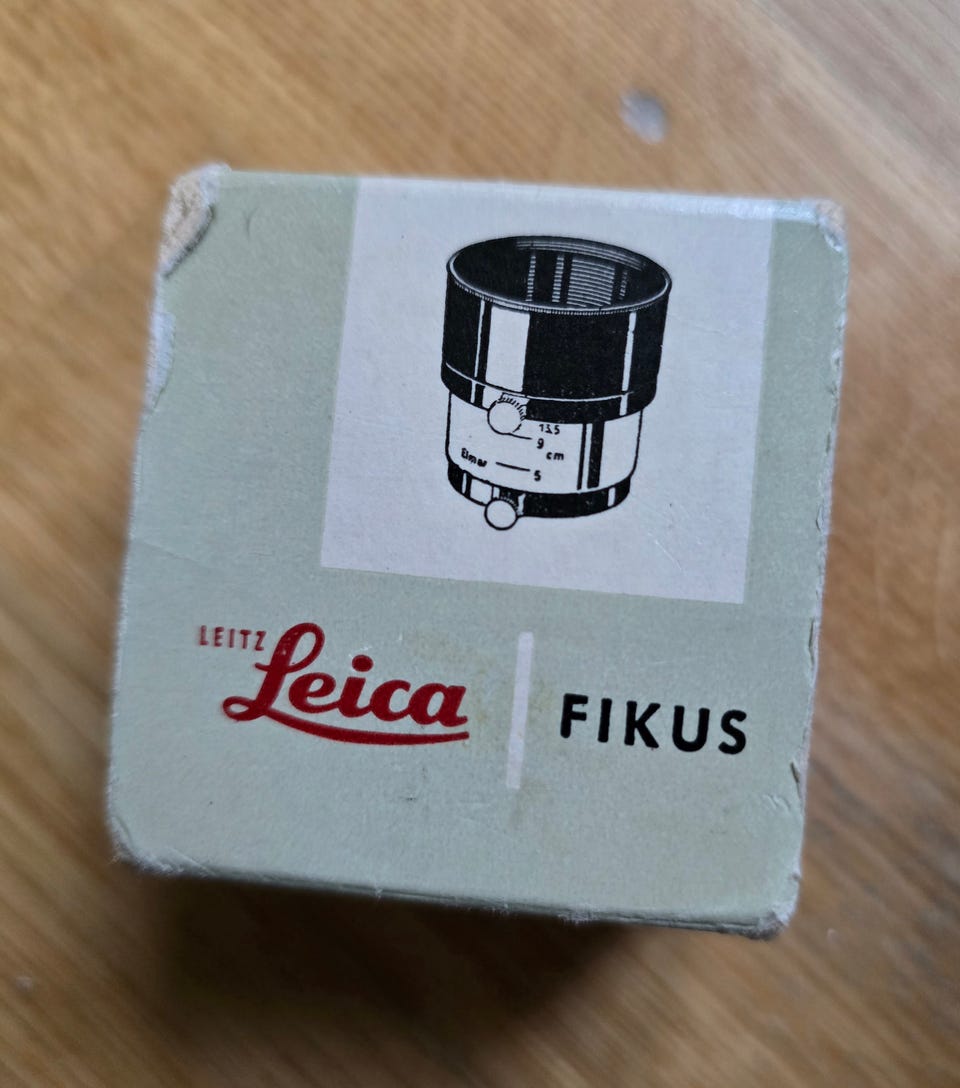 13.5
9
cm
Elmar
5
LEITZ
Leica
FIKUS